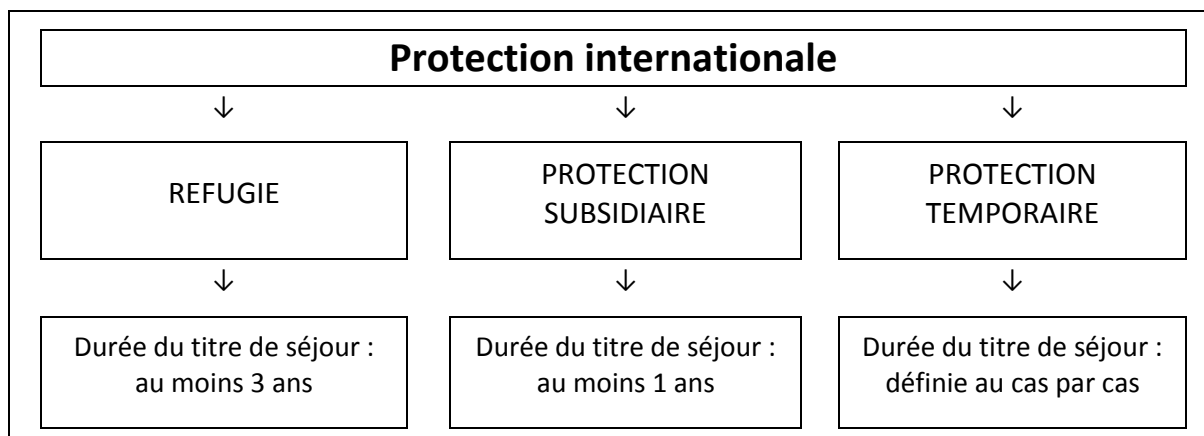 Protection internationale
↓ ↓ ↓
REFUGIE
PROTECTION
SUBSIDIAIRE
PROTECTION
TEMPORAIRE
↓ ↓ ↓
Durée du titre de séjour :
au moins 3 ans
Durée du titre de séjour :
au moins 1 ans
Durée du titre de séjour :
définie au cas par cas